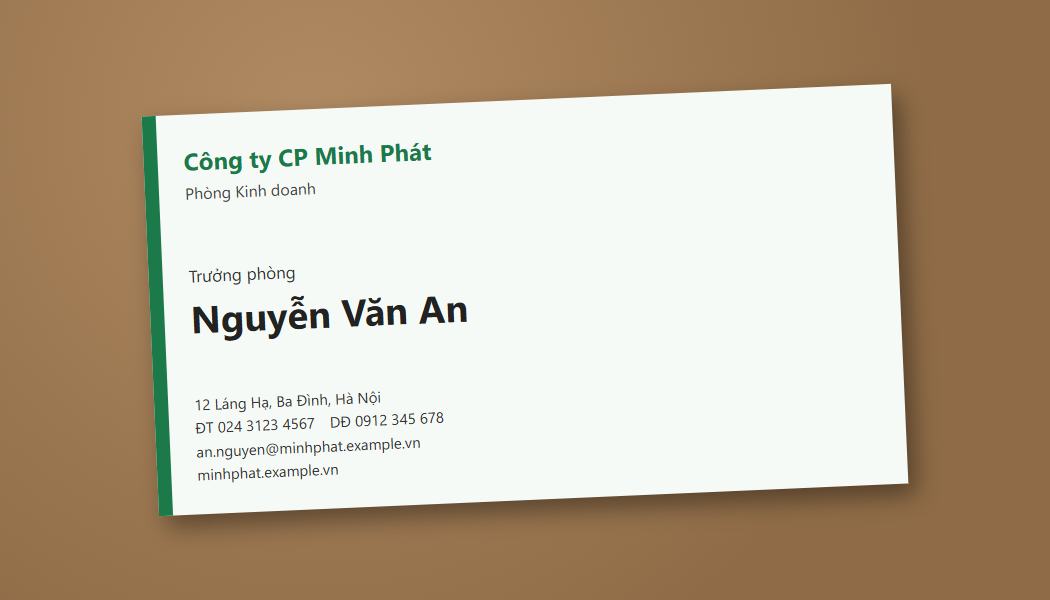 Công ty CP Minh Phát
Phòng Kinh doanh
Trưởng phòng
Nguyễn Văn An
12 Láng Hạ, Ba Đình, Hà Nội
ĐT 024 3123 4567 DĐ 0912 345 678
an.nguyen@minhphat.example.vn
minhphat.example.vn